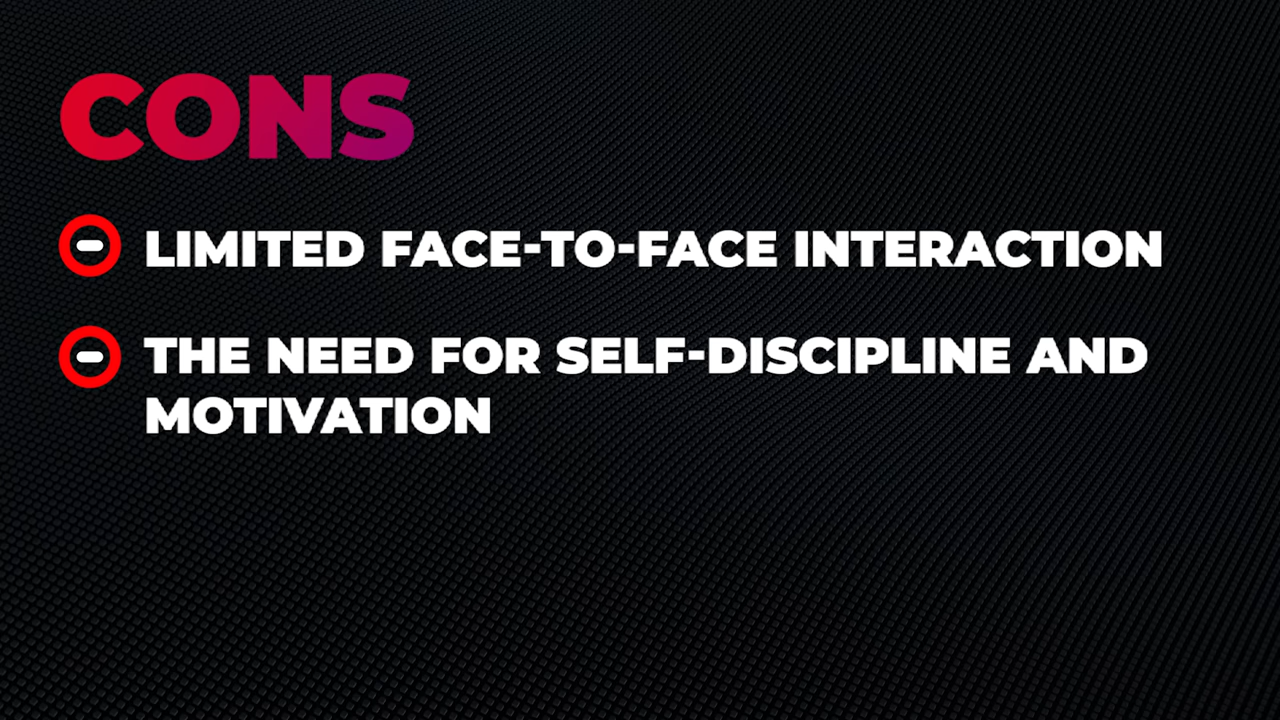 CONS
LIMITED FACE-TO-FACE INTERACTION
THE NEED FOR SELF-DISCIPLINE AND
MOTIVATION